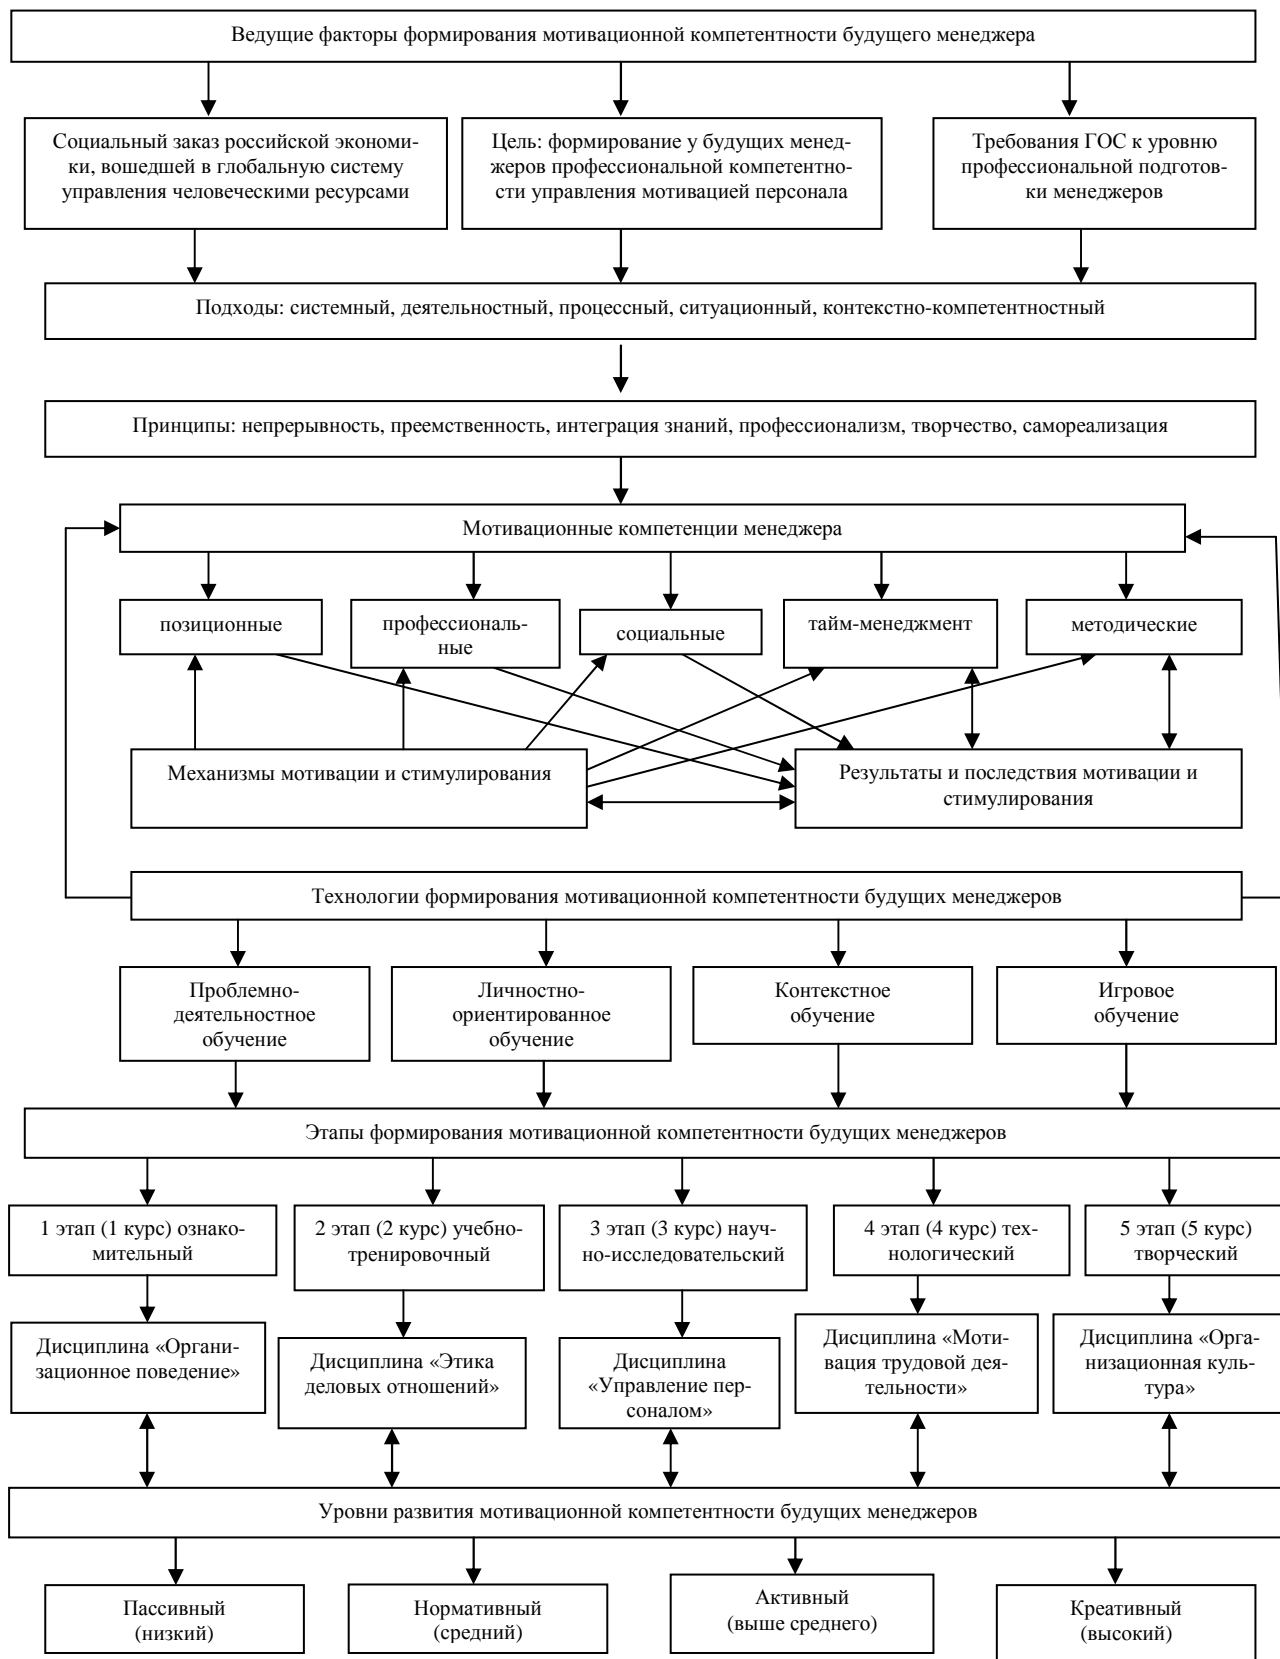 Ведущие факторы формирования мотивационной компетентности будущего менеджера
Социальный заказ российской экономи-
ки, вошедшей в глобальную систему
управления человеческими ресурсами
Цель: формирование у будущих менед-
жеров профессиональной компетентно-
сти управления мотивацией персонала
Требования ГОС к уровню
профессиональной подготов-
ки менеджеров
Подходы: системный, деятельностный, процессный, ситуационный, контекстно-компетентностный
Принципы: непрерывность, преемственность, интеграция знаний, профессионализм, творчество, самореализация
Мотивационные компетенции менеджера
позиционные
профессиональ-
ные
социальные
тайм-менеджмент
методические
Механизмы мотивации и стимулирования
Результаты и последствия мотивации и
стимулирования
Технологии формирования мотивационной компетентности будущих менеджеров
Проблемно-
деятельностное
обучение
Личностно-
ориентированное
обучение
Контекстное
обучение
Игровое
обучение
Этапы формирования мотивационной компетентности будущих менеджеров
1 этап (1 курс) ознако-
мительный
2 этап (2 курс) учебно-
тренировочный
3 этап (3 курс) науч-
но-исследовательский
4 этап (4 курс) тех-
нологический
5 этап (5 курс)
творческий
Дисциплина «Органи-
зационное поведение»
Дисциплина «Этика
деловых отношений»
Дисциплина
«Управление пер-
соналом»
Дисциплина «Моти-
вация трудовой дея-
тельности»
Дисциплина «Орга-
низационная куль-
тура»
Уровни развития мотивационной компетентности будущих менеджеров
Пассивный
(низкий)
Нормативный
(средний)
Активный
(выше среднего)
Креативный
(высокий)